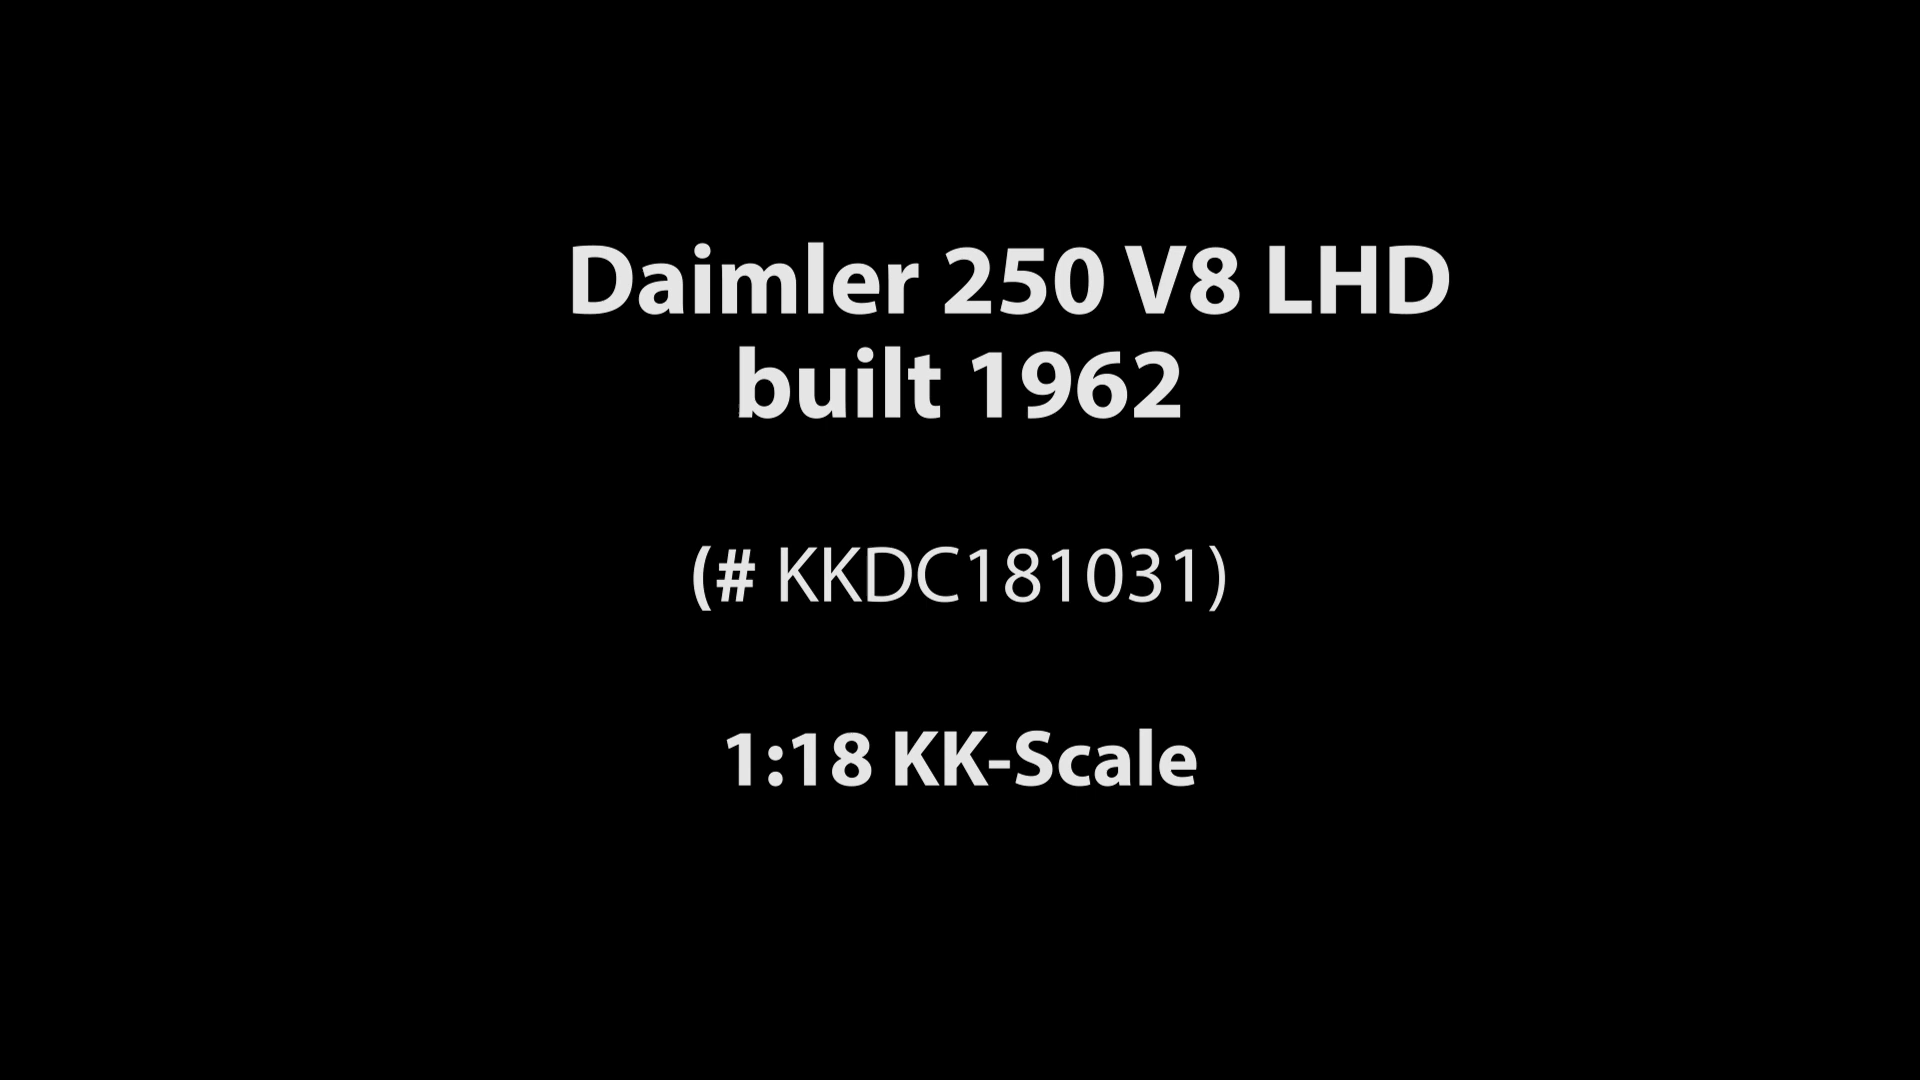 Daimler 250 V8 LHD
built 1962
(# KKDC181031)
1:18 KK-Scale